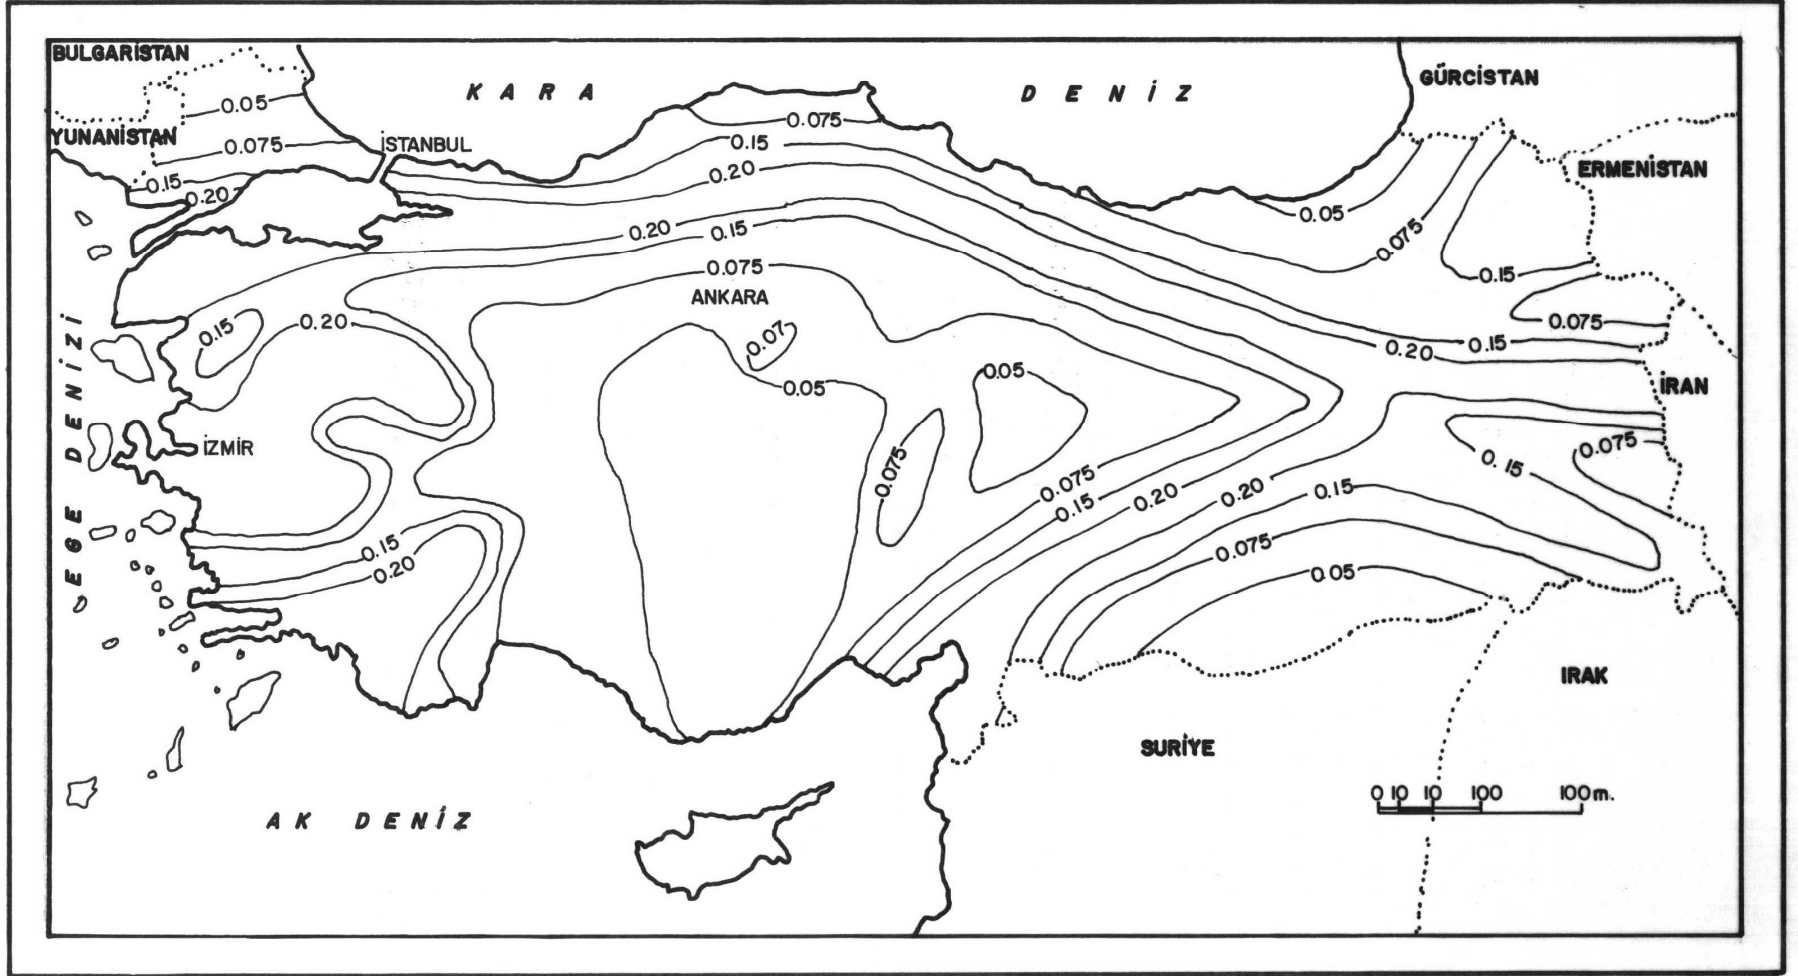 BULGARİSTAN
KARA DENİZ
GÜRCİSTAN
0.05
0.075
YUNANİSTAN
0.075
İSTANBUL
0.15
ERMENİSTAN
0.15
0.20
0.20
0.05
0.20
0.15
0.075
0.075
0.15
ANKARA
0.15
0.20
0.075
0.07
0.15
0.20
0.05
0.05
İRAN
EGE DENİZİ
İZMİR
0.075
0.075
0.15
0.075
0.15
0.20
0.20
0.15
0.15
0.075
0.20
0.05
IRAK
SURİYE
0 10 10 100 100m.
AK DENİZ